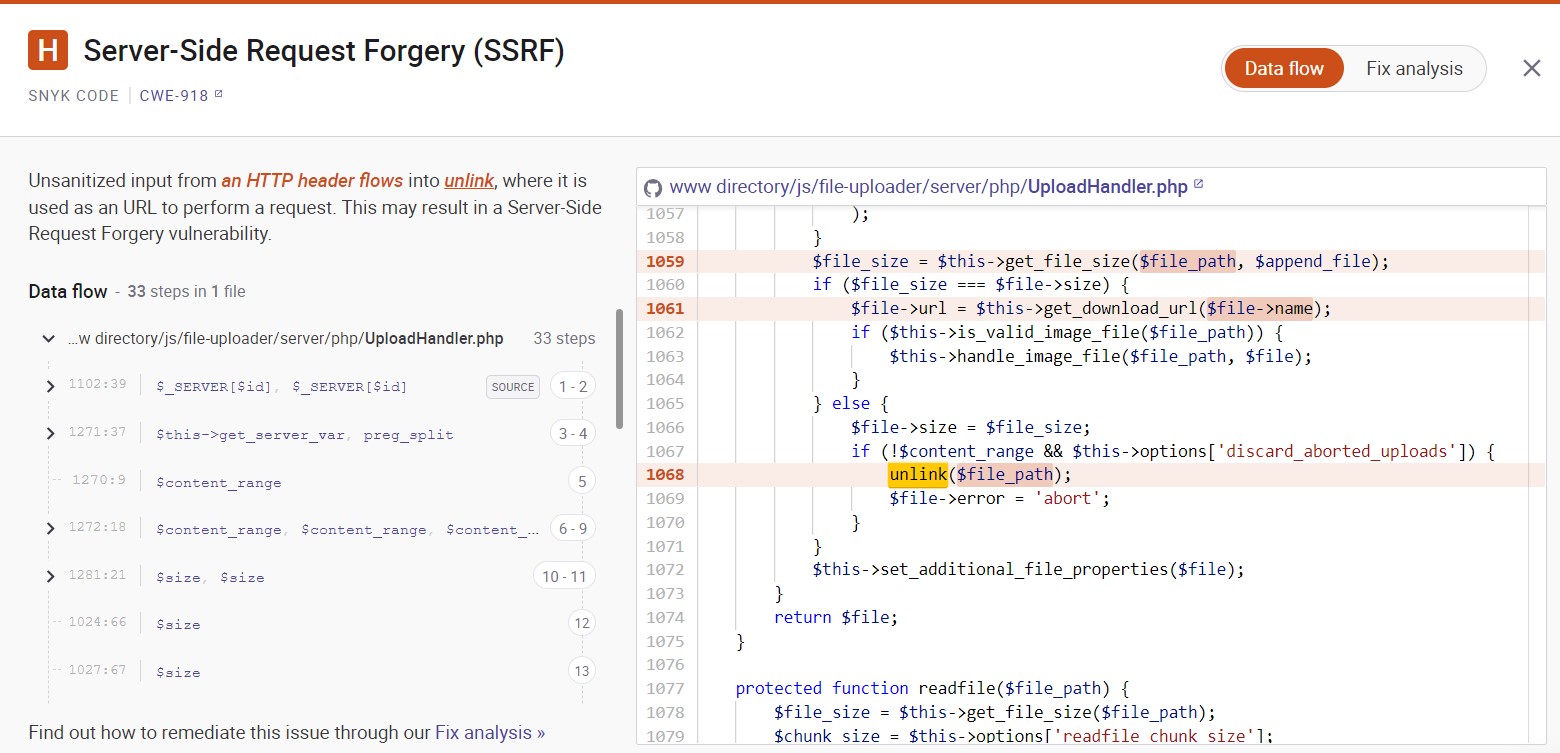 H Server-Side Request Forgery (SSRF)
SNYK CODE | CWE-918
Data flow Fix analysis
Unsanitized input from an HTTP header flows into unlink, where it is
used as an URL to perform a request. This may result in a Server-Side
Request Forgery vulnerability.
Data flow - 33 steps in 1 file
...w directory/js/file-uploader/server/php/UploadHandler.php 33 steps
1102:39 $_SERVER[$id], $_SERVER[$id] SOURCE 1 - 2
1271:37 $this->get_server_var, preg_split 3 - 4
1270:9 $content_range 5
1272:18 $content_range, $content_range, $content_... 6 - 9
1281:21 $size, $size 10 - 11
1024:66 $size 12
1027:67 $size 13
Find out how to remediate this issue through our Fix analysis »
www directory/js/file-uploader/server/php/UploadHandler.php
1057 );
1058 }
1059 $file_size = $this->get_file_size($file_path, $append_file);
1060 if ($file_size === $file->size) {
1061 $file->url = $this->get_download_url($file->name);
1062 if ($this->is_valid_image_file($file_path)) {
1063 $this->handle_image_file($file_path, $file);
1064 }
1065 } else {
1066 $file->size = $file_size;
1067 if (!$content_range && $this->options['discard_aborted_uploads']) {
1068 unlink($file_path);
1069 $file->error = 'abort';
1070 }
1071 }
1072 $this->set_additional_file_properties($file);
1073 }
1074 return $file;
1075 }
1076
1077 protected function readfile($file_path) {
1078 $file_size = $this->get_file_size($file_path);
1079 $chunk_size = $this->options['readfile_chunk_size'];